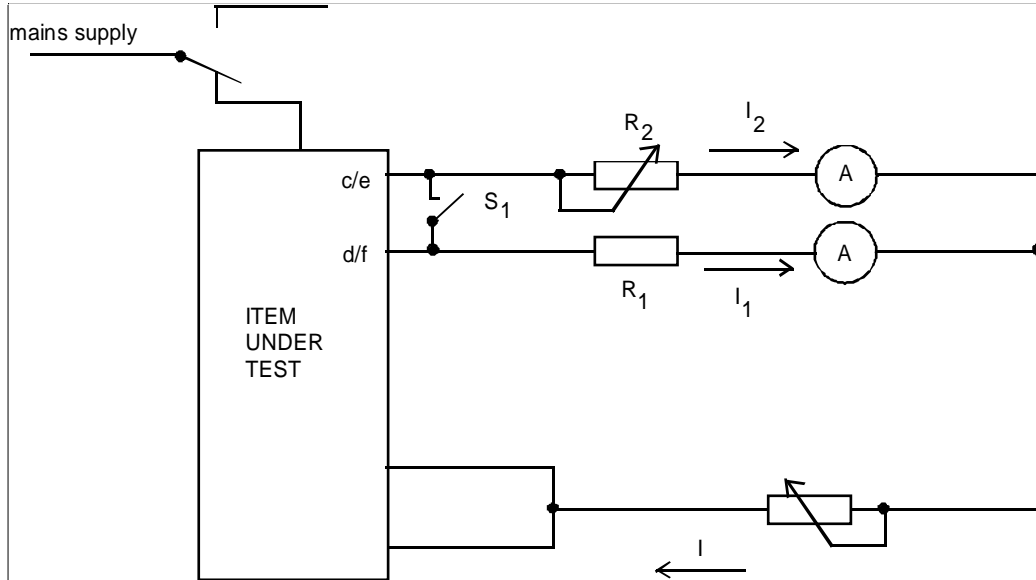 mains supply
I2
R2
c/e
A
S1
d/f
A
R1
I1
ITEM
UNDER
TEST
I